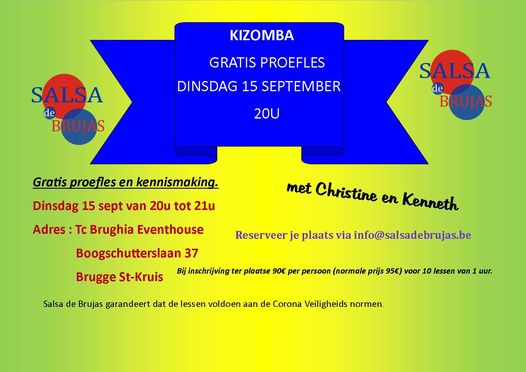 KIZOMBA
GRATIS PROEFLES
DINSDAG 15 SEPTEMBER
20U
SALSA
de
BRUJAS
SALSA
de
BRUJAS
Gratis proefles en kennismaking.
met Christine en Kenneth
Dinsdag 15 sept van 20u tot 21u
Adres : Tc Brughia Eventhouse
Reserveer je plaats via info@salsadebrujas.be
Boogschutterslaan 37
Brugge St-Kruis
Bij inschrijving ter plaatse 90€ per persoon (normale prijs 95€) voor 10 lessen van 1 uur.
Salsa de Brujas garandeert dat de lessen voldoen aan de Corona Veiligheids normen.